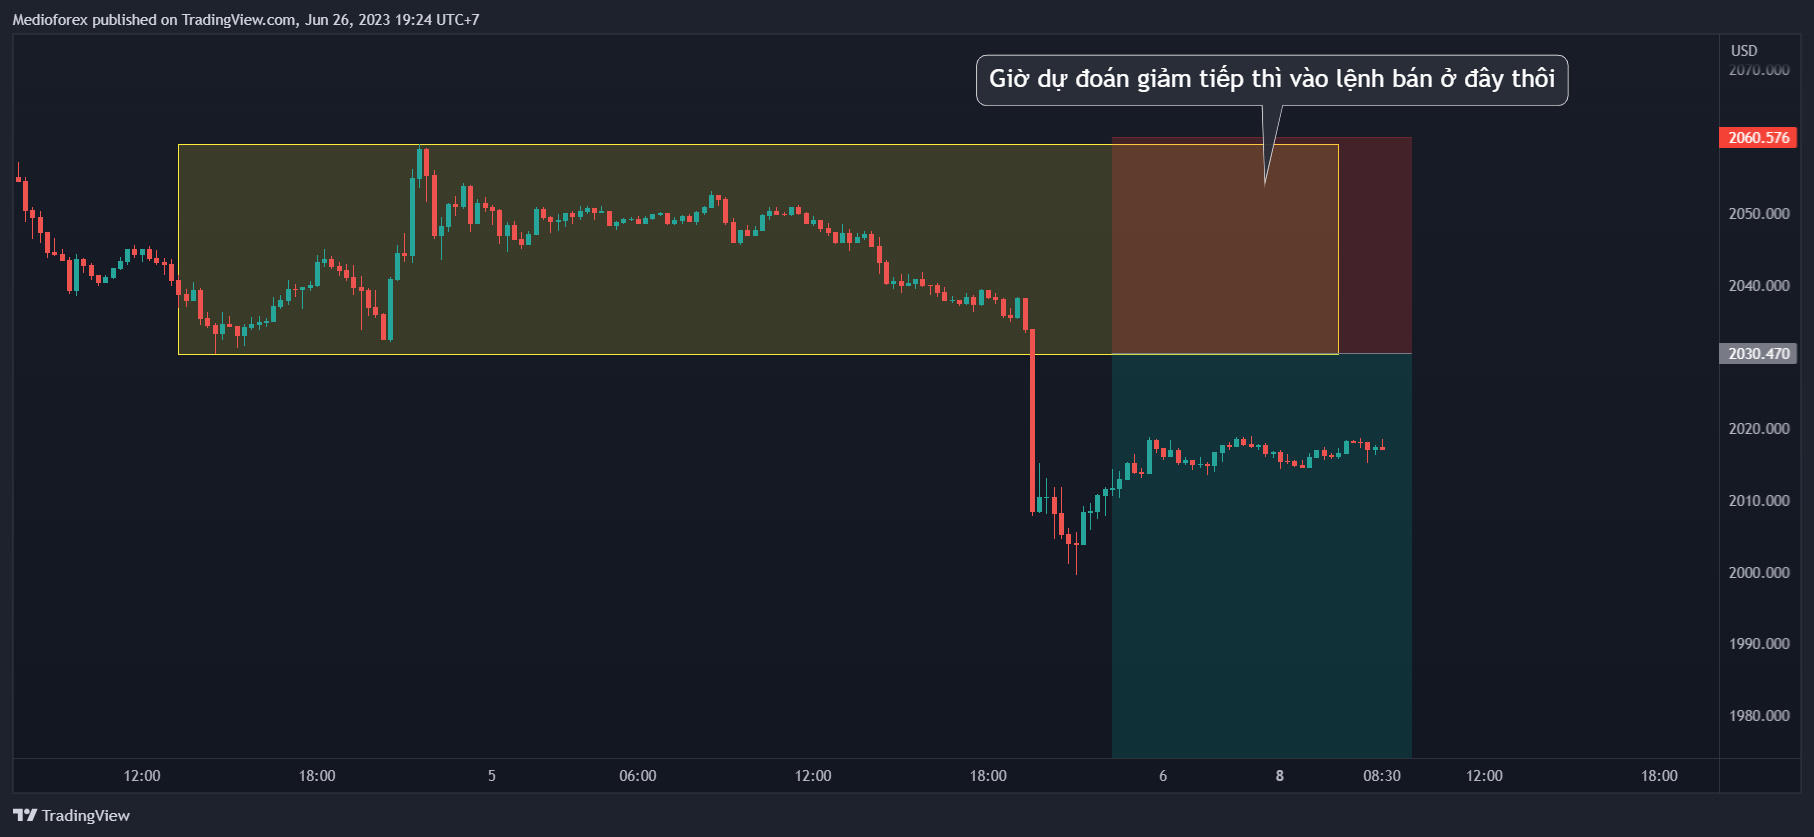 Medioforex published on TradingView.com, Jun 26, 2023 19:24 UTC+7
Giờ dự đoán giảm tiếp thì vào lệnh bán ở đây thôi
USD
2070.000
2060.576
2050.000
2040.000
2030.470
2020.000
2010.000
2000.000
1990.000
1980.000
12:00 18:00 5 06:00 12:00 18:00 6 8 08:30 12:00 18:00
TradingView